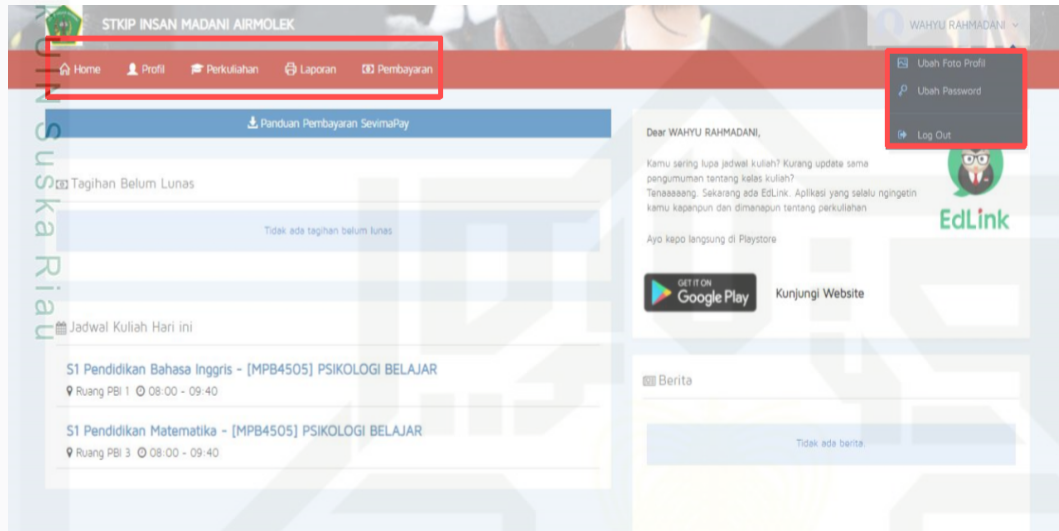 STKIP INSAN MADANI AIRMOLEK
WAHYU RAHMADANI
Home Profil Perkuliahan Laporan Pembayaran
Ubah Foto Profil
Ubah Password
Log Out
Panduan Pembayaran SevimaPay
Tagihan Belum Lunas
Tidak ada tagihan belum lunas
Jadwal Kuliah Hari ini
S1 Pendidikan Bahasa Inggris - [MPB4505] PSIKOLOGI BELAJAR
Ruang PBI 1 08:00 - 09:40
S1 Pendidikan Matematika - [MPB4505] PSIKOLOGI BELAJAR
Ruang PBI 3 08:00 - 09:40
Dear WAHYU RAHMADANI,
Kamu sering lupa jadwal kuliah? Kurang update sama
pengumuman tentang kelas kuliah?
Tenaaaaang. Sekarang ada EdLink. Aplikasi yang selalu ngingetin
kamu kapanpun dan dimanapun tentang perkuliahan
Ayo kepo langsung di Playstore
EdLink
GET IT ON
Google Play
Kunjungi Website
Berita
Tidak ada berita.
K UIN Suska Riau